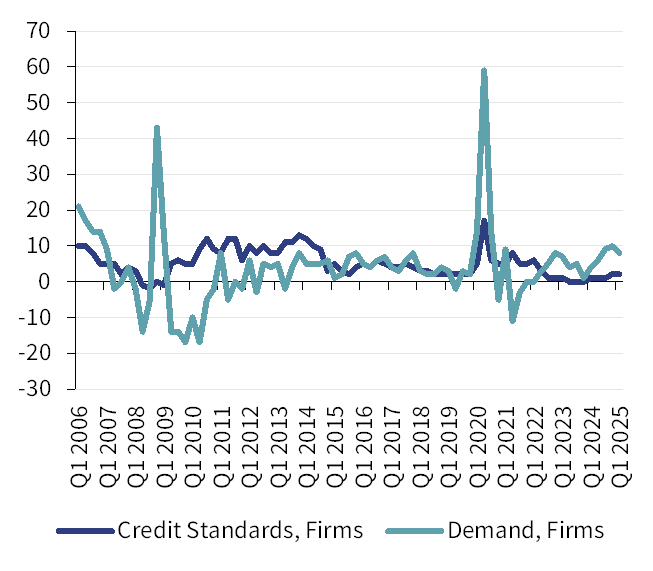 70
60
50
40
30
20
10
0
-10
-20
-30
Q1 2006
Q1 2007
Q1 2008
Q1 2009
Q1 2010
Q1 2011
Q1 2012
Q1 2013
Q1 2014
Q1 2015
Q1 2016
Q1 2017
Q1 2018
Q1 2019
Q1 2020
Q1 2021
Q1 2022
Q1 2023
Q1 2024
Q1 2025
Credit Standards, Firms
Demand, Firms